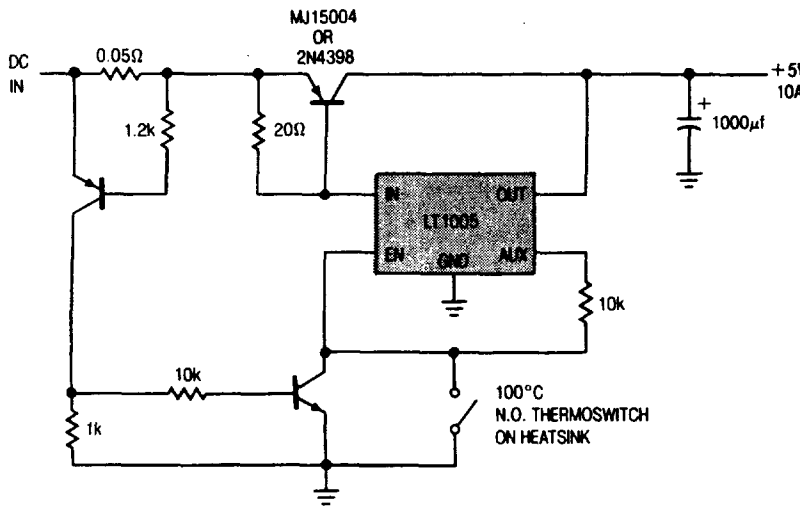 MJ15004
OR
2N4398
DC
IN
0.05Ω
1.2k
20Ω
+5V
10A
+
1000µf
IN
OUT
LT1005
EN
GND
AUX
10k
10k
1k
100°C
N.O. THERMOSWITCH
ON HEATSINK